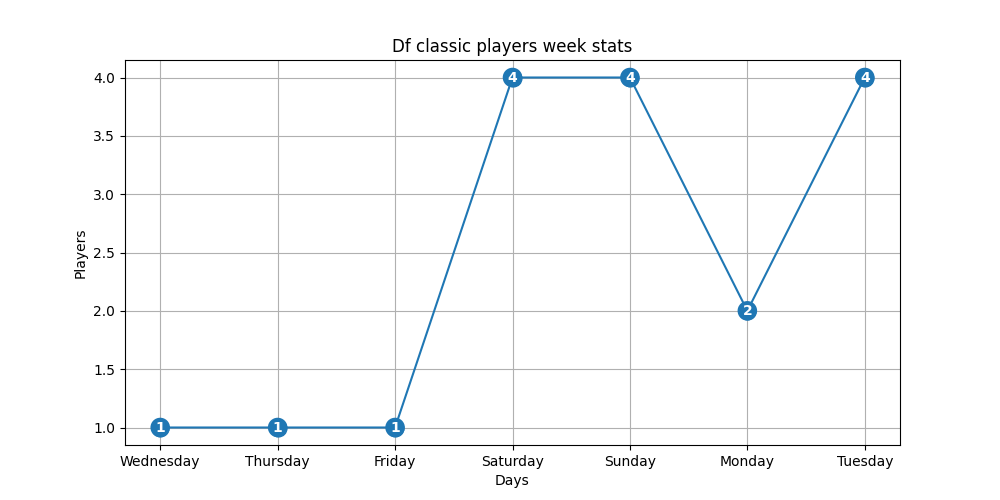 Df classic players week stats
4.0
3.5
3.0
2.5
2.0
1.5
1.0
Players
1 1 1 4 4 2 4
Wednesday Thursday Friday Saturday Sunday Monday Tuesday
Days